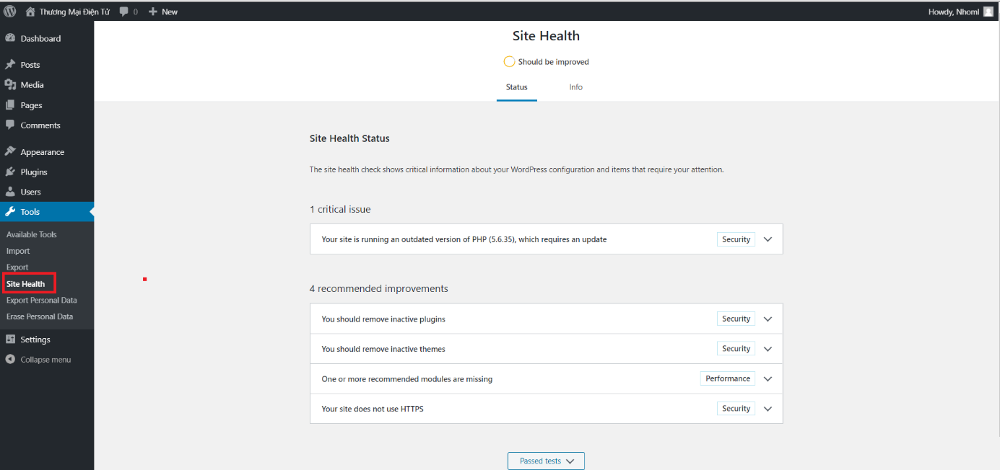 Thương Mại Điện Tử 0 New Howdy, Nhoml
Dashboard
Posts
Media
Pages
Comments
Appearance
Plugins
Users
Tools
Available Tools
Import
Export
Site Health
Export Personal Data
Erase Personal Data
Settings
Collapse menu
Site Health
Should be improved
Status Info
Site Health Status
The site health check shows critical information about your WordPress configuration and items that require your attention.
1 critical issue
Your site is running an outdated version of PHP (5.6.35), which requires an update Security
4 recommended improvements
You should remove inactive plugins Security
You should remove inactive themes Security
One or more recommended modules are missing Performance
Your site does not use HTTPS Security
Passed tests